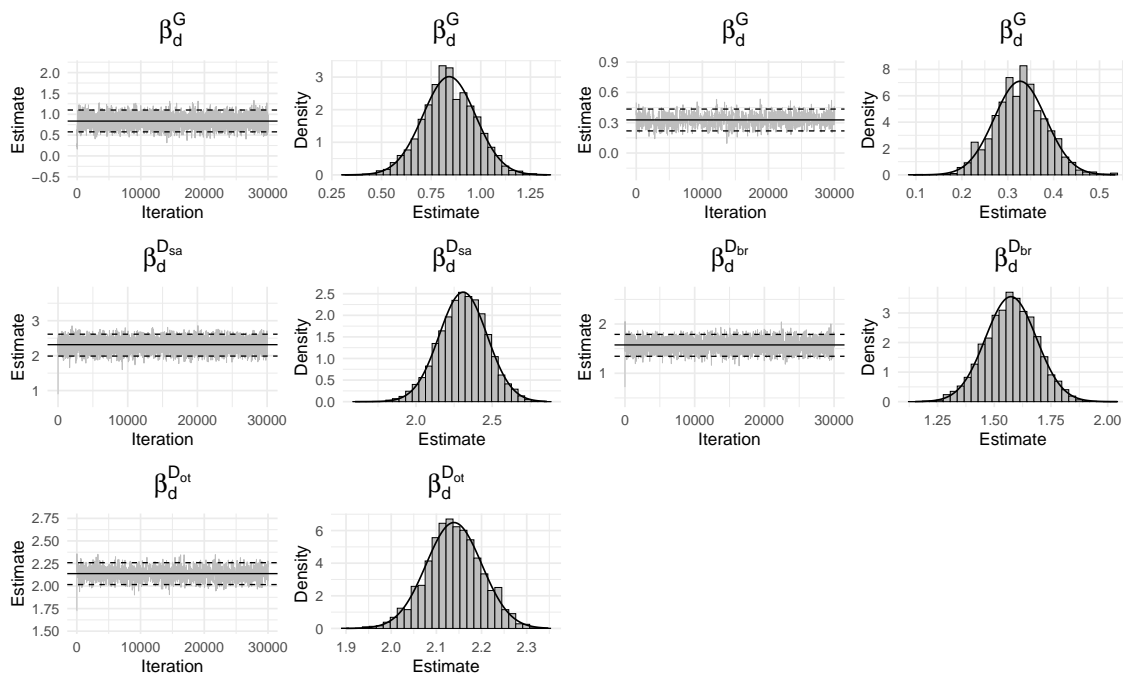 β_d^G β_d^G β_d^G β_d^G
Estimate 2.0 1.5 1.0 0.5 0.0 −0.5
0 10000 20000 30000
Iteration
Density 3 2 1 0
0.25 0.50 0.75 1.00 1.25
Estimate
Estimate 0.9 0.6 0.3 0.0
0 10000 20000 30000
Iteration
Density 8 6 4 2 0
0.1 0.2 0.3 0.4 0.5
Estimate
β_d^{D_sa} β_d^{D_sa} β_d^{D_br} β_d^{D_br}
Estimate 3 2 1
0 10000 20000 30000
Iteration
Density 2.5 2.0 1.5 1.0 0.5 0.0
2.0 2.5
Estimate
Estimate 2 1
0 10000 20000 30000
Iteration
Density 3 2 1 0
1.25 1.50 1.75 2.00
Estimate
β_d^{D_ot} β_d^{D_ot}
Estimate 2.75 2.50 2.25 2.00 1.75 1.50
0 10000 20000 30000
Iteration
Density 6 4 2 0
1.9 2.0 2.1 2.2 2.3
Estimate